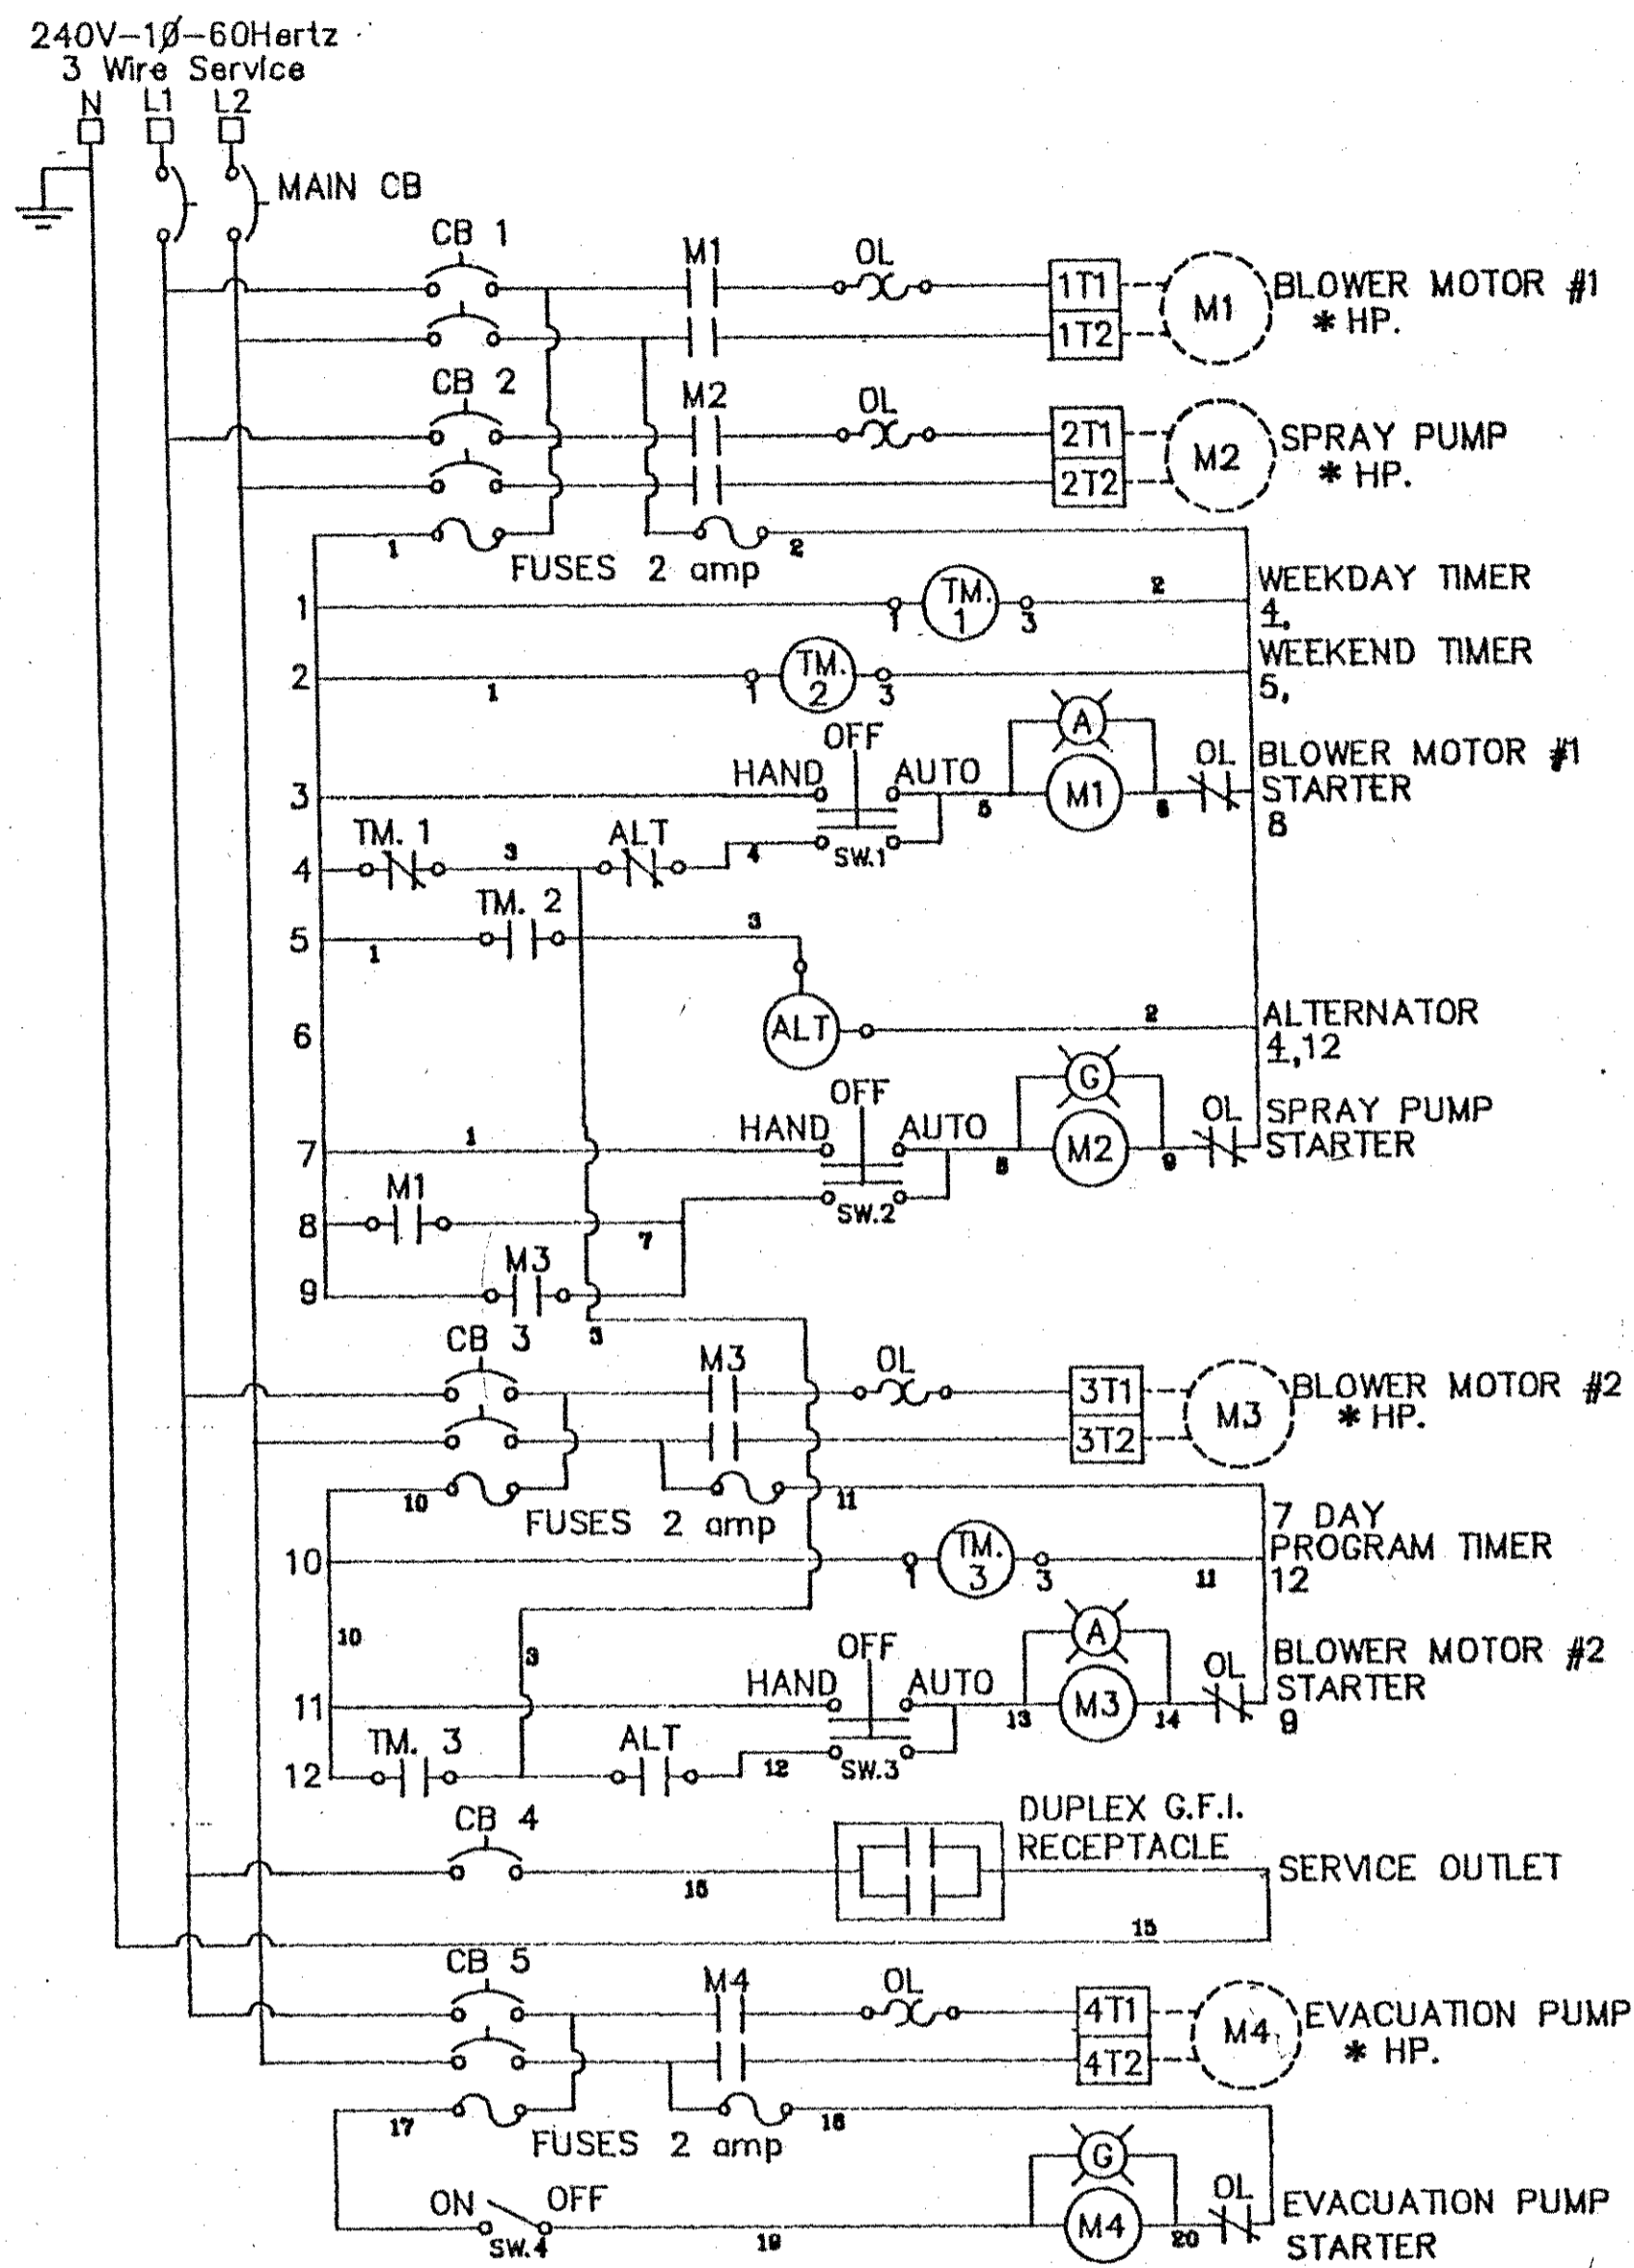 240V-1Ø-60Hertz
3 Wire Service
N L1 L2
MAIN CB
CB 1 M1 OL
1T1 M1 BLOWER MOTOR #1
1T2 * HP.
CB 2 M2 OL
2T1 M2 SPRAY PUMP
2T2 * HP.
1 FUSES 2 amp 2
1 1 TM. 1 3 2 WEEKDAY TIMER
4,
2 1 1 TM. 2 3 WEEKEND TIMER
5,
OFF A
3 HAND AUTO 5 M1 6 OL BLOWER MOTOR #1
STARTER
8
4 TM. 1 3 ALT 4 SW.1
5 1 TM. 2 3
6 ALT 2 ALTERNATOR
4,12
OFF G
7 1 HAND AUTO 8 M2 9 OL SPRAY PUMP
STARTER
8 M1 7 SW.2
9 M3
3
CB 3 M3 OL
3T1 M3 BLOWER MOTOR #2
3T2 * HP.
10 FUSES 2 amp 11
7 DAY
10 1 TM. 3 3 11 PROGRAM TIMER
12
10 3 OFF A
11 HAND AUTO 13 M3 14 OL BLOWER MOTOR #2
STARTER
9
12 TM. 3 ALT 12 SW.3
CB 4 DUPLEX G.F.I.
RECEPTACLE
SERVICE OUTLET
15
CB 5 M4 OL
4T1 M4 EVACUATION PUMP
4T2 * HP.
17 FUSES 2 amp
G
ON OFF
SW.4 19 M4 20 OL EVACUATION PUMP
STARTER